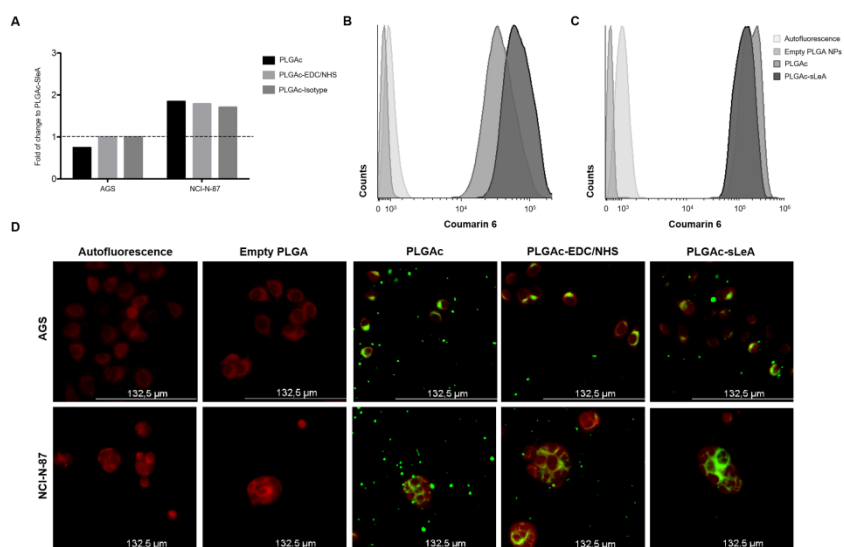 A
Fold of change to PLGAc-SleA
3
2
1
0
AGS
NCI-N-87
PLGAc
PLGAc-EDC/NHS
PLGAc-Isotype
B
Counts
0 10³ 10⁴ 10⁵
Coumarin 6
C
Counts
0 10³ 10⁴ 10⁵ 10⁶
Coumarin 6
Autofluorescence
Empty PLGA NPs
PLGAc
PLGAc-sLeA
D
Autofluorescence Empty PLGA PLGAc PLGAc-EDC/NHS PLGAc-sLeA
AGS
132,5 µm 132,5 µm 132,5 µm 132,5 µm 132,5 µm
NCI-N-87
132,5 µm 132,5 µm 132,5 µm 132,5 µm 132,5 µm